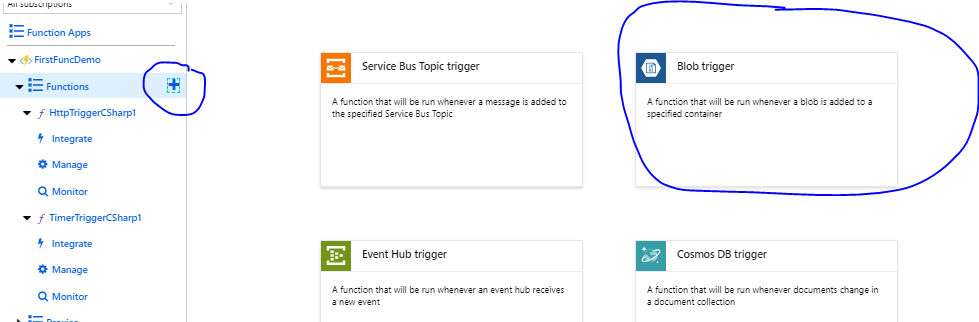 All subscriptions
Function Apps
FirstFuncDemo
Functions
HttpTriggerCSharp1
Integrate
Manage
Monitor
TimerTriggerCSharp1
Integrate
Manage
Monitor
Service Bus Topic trigger
A function that will be run whenever a message is added to
the specified Service Bus Topic
Blob trigger
A function that will be run whenever a blob is added to a
specified container
Event Hub trigger
A function that will be run whenever an event hub receives
a new event
Cosmos DB trigger
A function that will be run whenever documents change in
a document collection